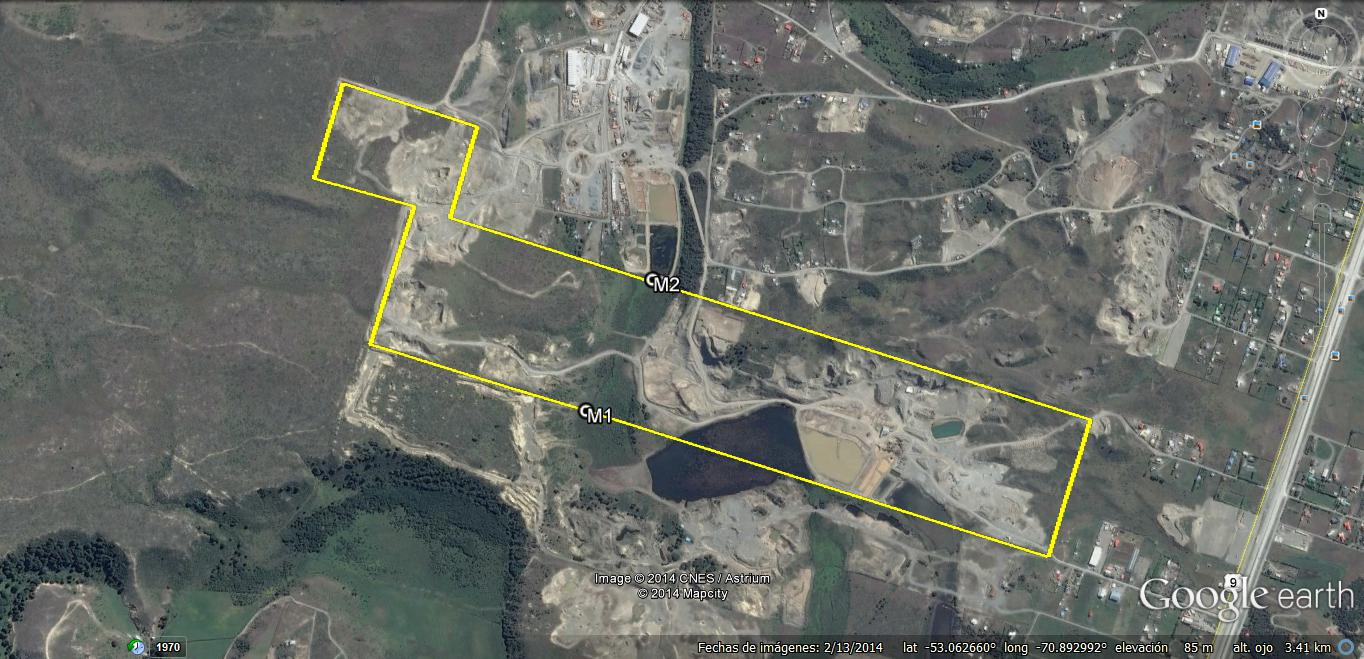 N
M2
M1
Image © 2014 CNES / Astrium
© 2014 Mapcity
9
Google earth
1970
Fechas de imágenes: 2/13/2014 lat -53.062660° long -70.892992° elevación 85 m alt. ojo 3.41 km